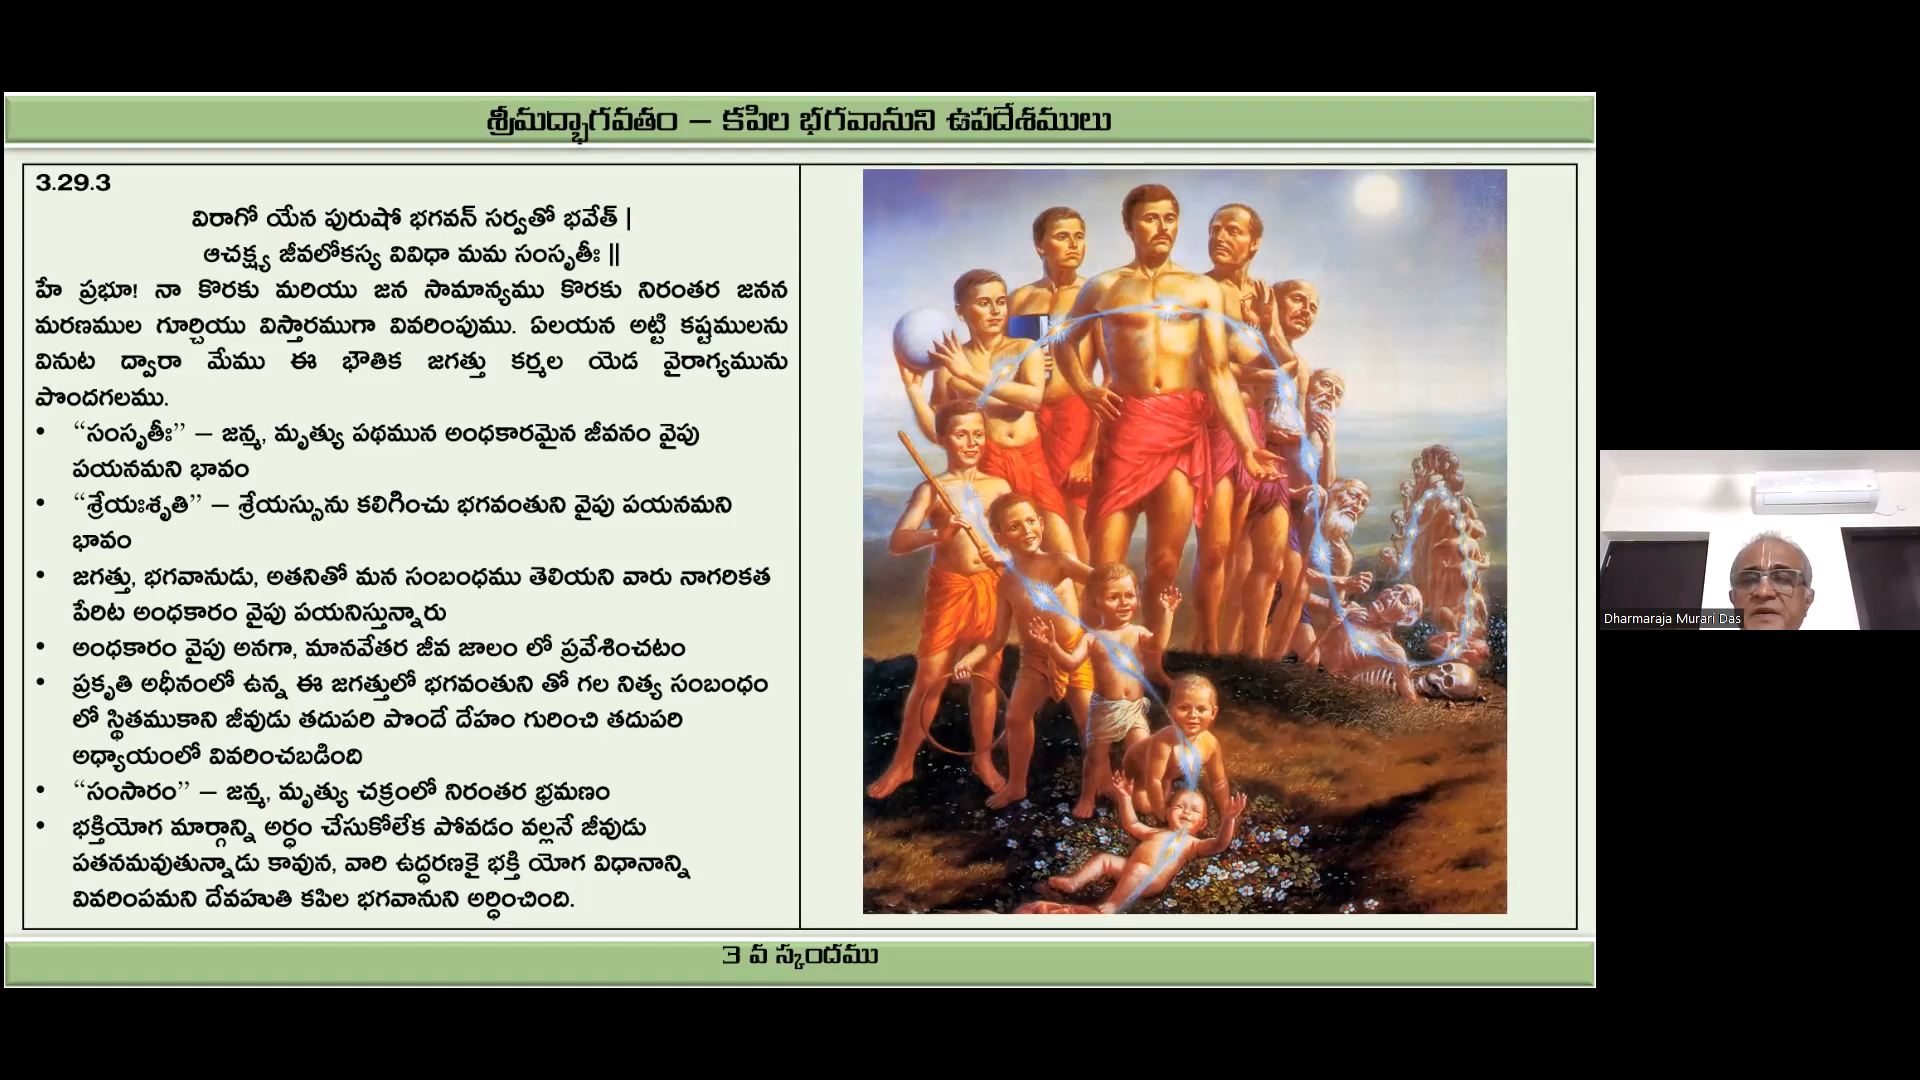 శ్రీమద్భాగవతం – కపిల భగవానుని ఉపదేశములు
3.29.3
విరాగో యేన పురుషో భగవన్ సర్వతో భవేత్ |
ఆచక్ష్వ జీవలోకస్య వివిధా మమ సంసృతీః ||
హే ప్రభూ! నా కొరకు మరియు జన సామాన్యము కొరకు నిరంతర జనన
మరణముల గూర్చియు విస్తారముగా వివరింపుము. ఏలయన అట్టి కష్టములను
వినుట ద్వారా మేము ఈ భౌతిక జగత్తు కర్మల యెడ వైరాగ్యమును
పొందగలము.
• “సంసృతీః” – జన్మ, మృత్యు పథమున అంధకారమైన జీవనం వైపు
పయనమని భావం
• “శ్రేయఃశృతి” – శ్రేయస్సును కలిగించు భగవంతుని వైపు పయనమని
భావం
• జగత్తు, భగవానుడు, అతనితో మన సంబంధము తెలియని వారు నాగరికత
పేరిట అంధకారం వైపు పయనిస్తున్నారు
• అంధకారం వైపు అనగా, మానవేతర జీవ జాలం లో ప్రవేశించటం
• ప్రకృతి అధీనంలో ఉన్న ఈ జగత్తులో భగవంతుని తో గల నిత్య సంబంధం
లో స్థితముకాని జీవుడు తదుపరి పొందే దేహం గురించి తదుపరి
అధ్యాయంలో వివరించబడింది
• “సంసారం” – జన్మ, మృత్యు చక్రంలో నిరంతర భ్రమణం
• భక్తియోగ మార్గాన్ని అర్ధం చేసుకోలేక పోవడం వల్లనే జీవుడు
పతనమవుతున్నాడు కావున, వారి ఉద్ధరణకై భక్తి యోగ విధానాన్ని
వివరింపమని దేవహుతి కపిల భగవానుని అర్ధించింది.
3 వ స్కందము
Dharmaraja Murari Das